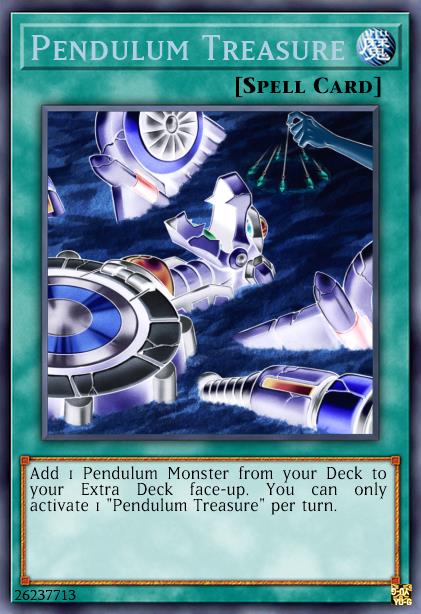 PENDULUM TREASURE 魔
[SPELL CARD]
Add 1 Pendulum Monster from your Deck to
your Extra Deck face-up. You can only
activate 1 "Pendulum Treasure" per turn.
26237713